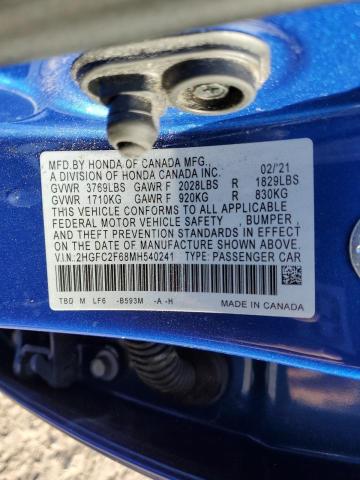 MFD. BY HONDA OF CANADA MFG.,
A DIVISION OF HONDA CANADA INC. 02/'21
GVWR 3769LBS GAWR F 2028LBS R 1829LBS
GVWR 1710KG GAWR F 920KG R 830KG
THIS VEHICLE CONFORMS TO ALL APPLICABLE
FEDERAL MOTOR VEHICLE SAFETY , BUMPER ,
AND THEFT PREVENTION STANDARDS IN EFFECT
ON THE DATE OF MANUFACTURE SHOWN ABOVE.
V.I.N.:2HGFC2F68MH540241 TYPE: PASSENGER CAR
TBG M LF6 -B593M -A -H
MADE IN CANADA